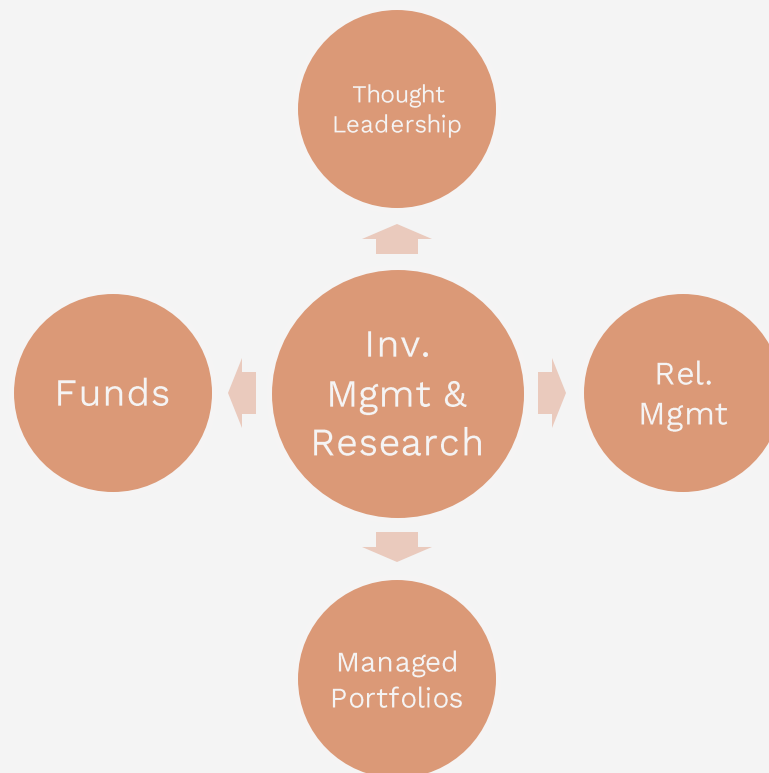 Thought
Leadership
Funds
Inv.
Mgmt &
Research
Rel.
Mgmt
Managed
Portfolios